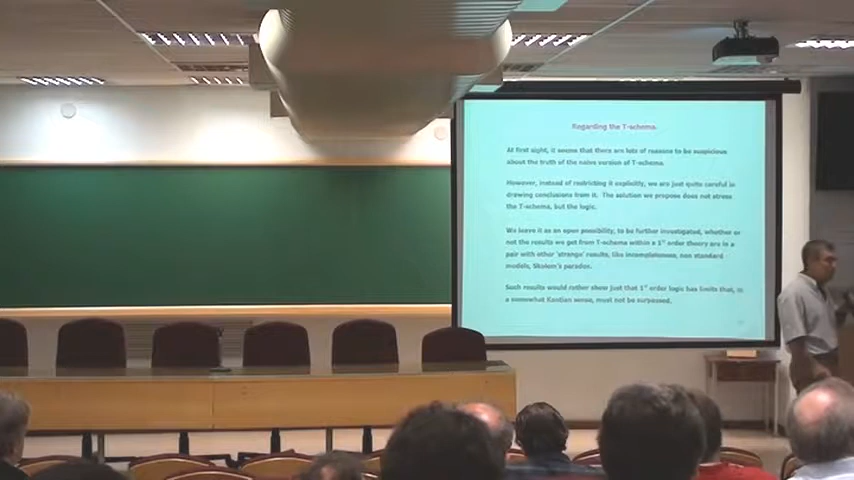 Regarding the T-schema.
At first sight, it seems that there are lots of reasons to be suspicious
about the truth of the naive version of T-schema.
However, instead of restricting it explicitly, we are just quite careful in
drawing conclusions from it. The solution we propose does not stress
the T-schema, but the logic.
We leave it as an open possibility, to be further investigated, whether or
not the results we get from T-schema within a 1st order theory are in a
pair with other 'strange' results, like incompleteness, non standard
models, Skolem's paradox.
Such results would rather show just that 1st order logic has limits that, in
a somewhat Kantian sense, must not be surpassed.